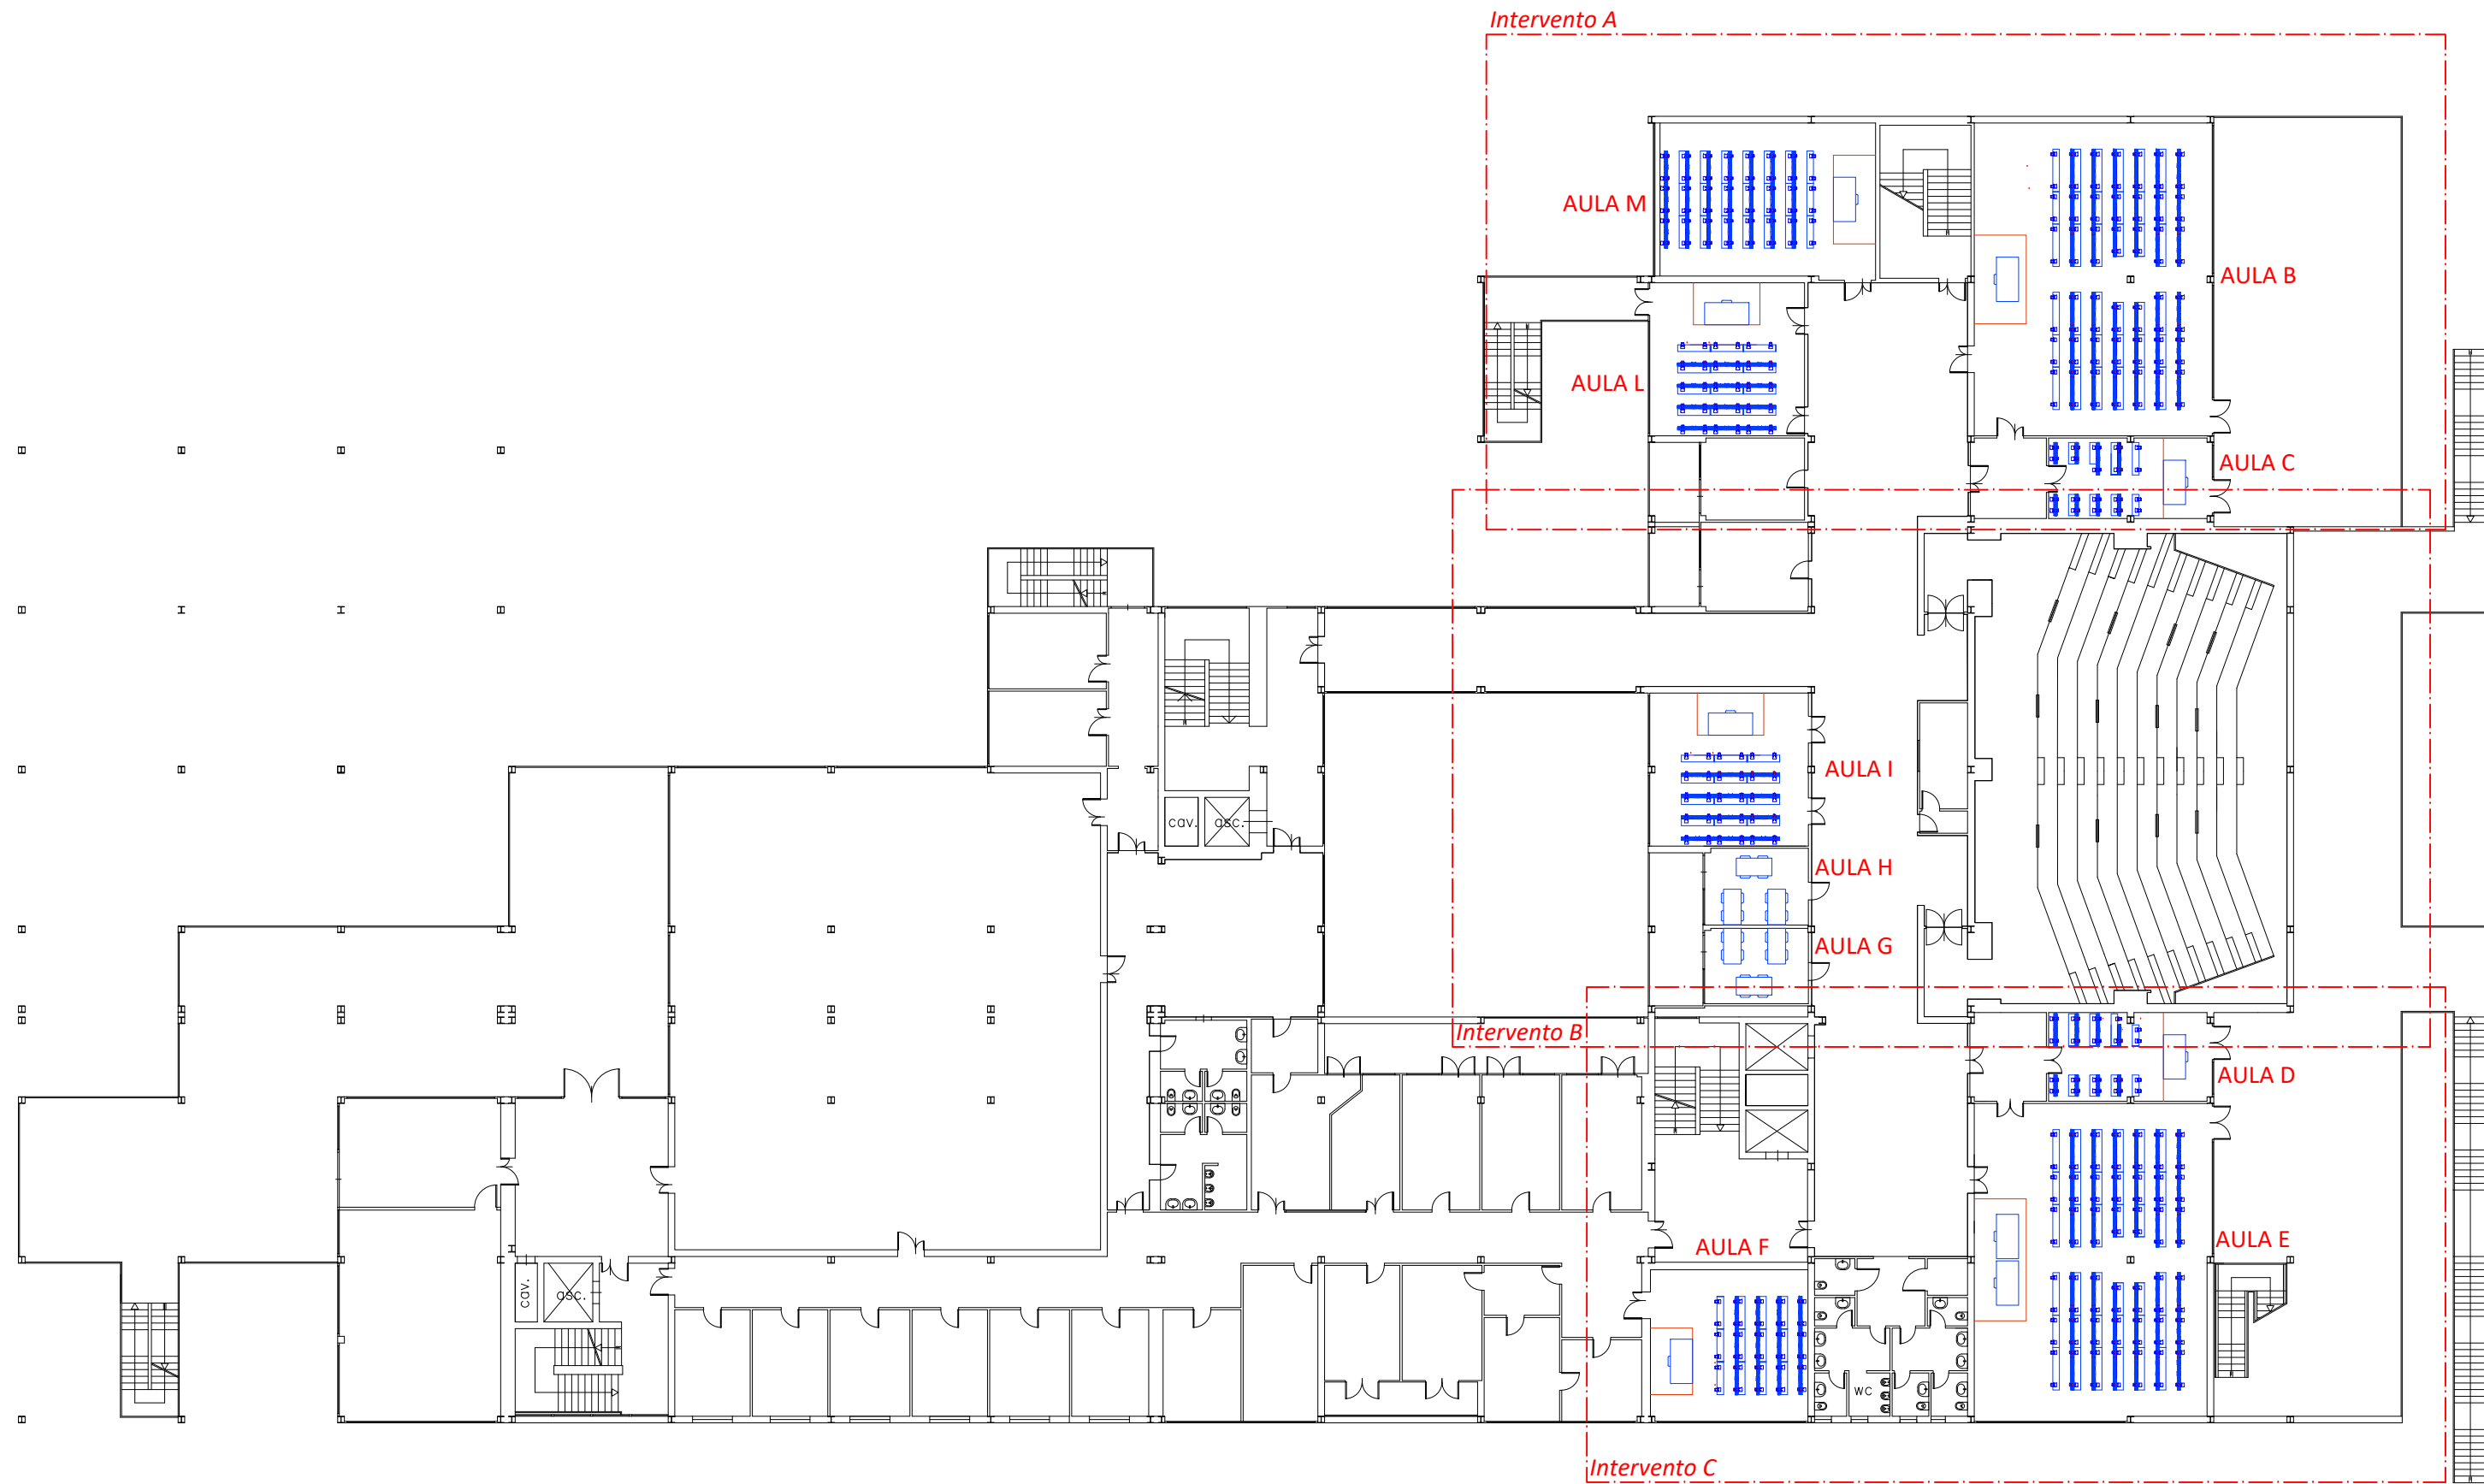 Intervento A
AULA M
AULA B
AULA L
AULA C
AULA I
cav.
asc.
AULA H
AULA G
Intervento B
AULA D
AULA E
AULA F
cav.
asc.
WC
Intervento C